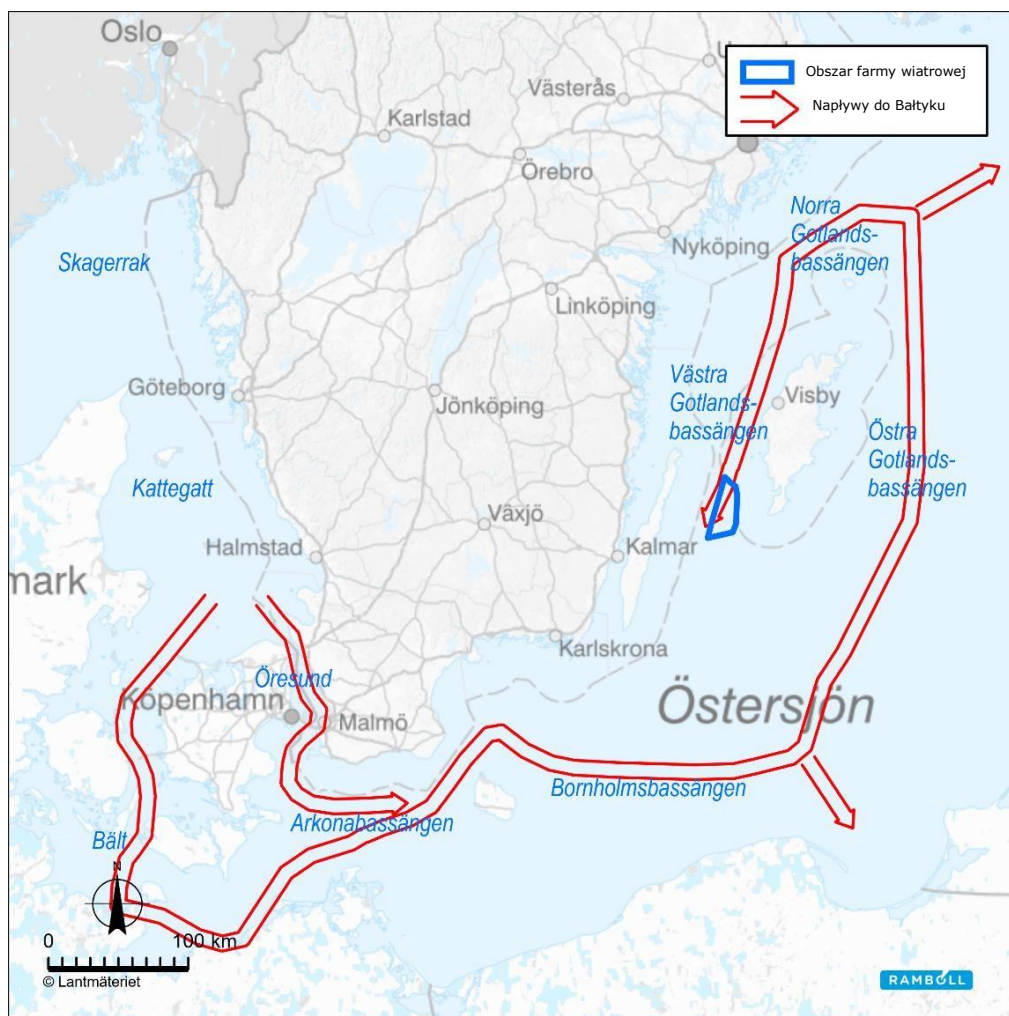 Oslo
Obszar farmy wiatrowej
Napływy do Bałtyku
Västerås
Karlstad
Örebro
Norra
Gotlands-
bassängen
Nyköping
Skagerrak
Linköping
Göteborg
Jönköping
Västra
Gotlands-
bassängen
Visby
Östra
Gotlands-
bassängen
Kattegatt
Växjö
Halmstad
Kalmar
mark
Karlskrona
Öresund
Köpenhamn
Malmö
Östersjön
Bornholmsbassängen
Arkonabassängen
Bält
N
0 100 km
© Lantmäteriet
RAMBOLL